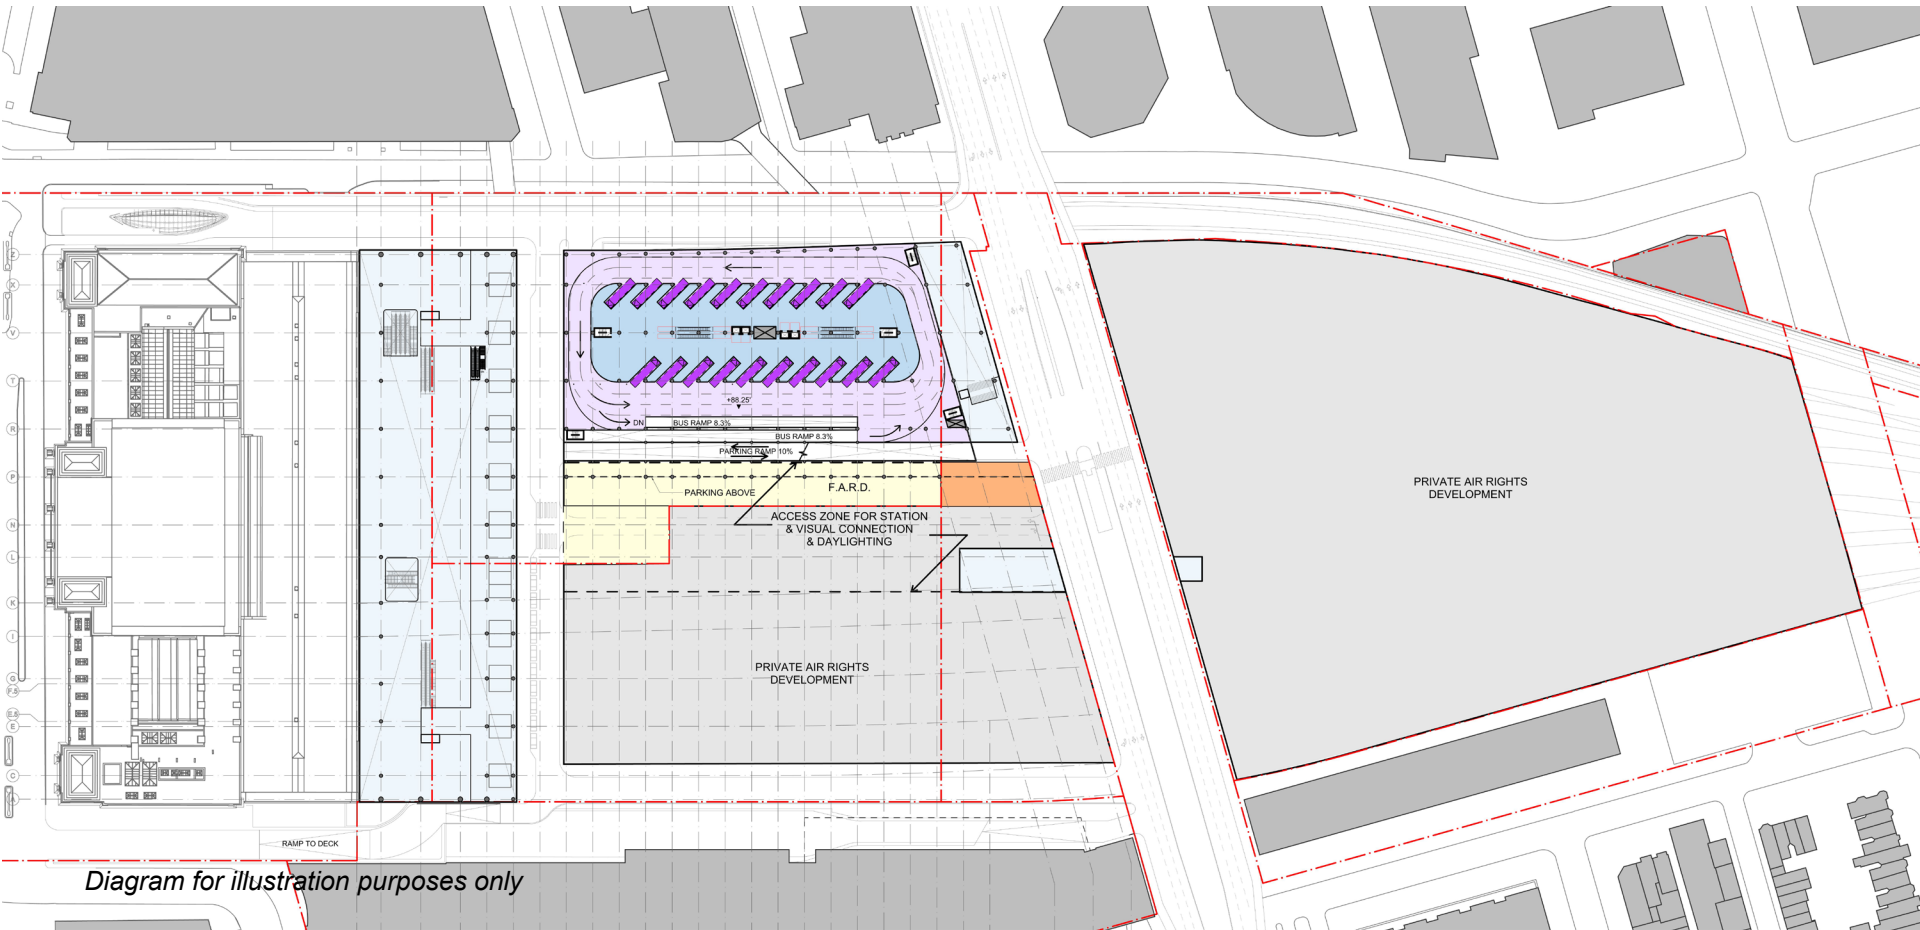 Z
X
V
T
R
P
N
L
K
I
G
F.5
E.5
E
C
A
+88.25'
DN
BUS RAMP 8.3%
BUS RAMP 8.3%
PARKING RAMP 10%
PARKING ABOVE
F.A.R.D.
ACCESS ZONE FOR STATION
& VISUAL CONNECTION
& DAYLIGHTING
PRIVATE AIR RIGHTS
DEVELOPMENT
PRIVATE AIR RIGHTS
DEVELOPMENT
RAMP TO DECK
Diagram for illustration purposes only